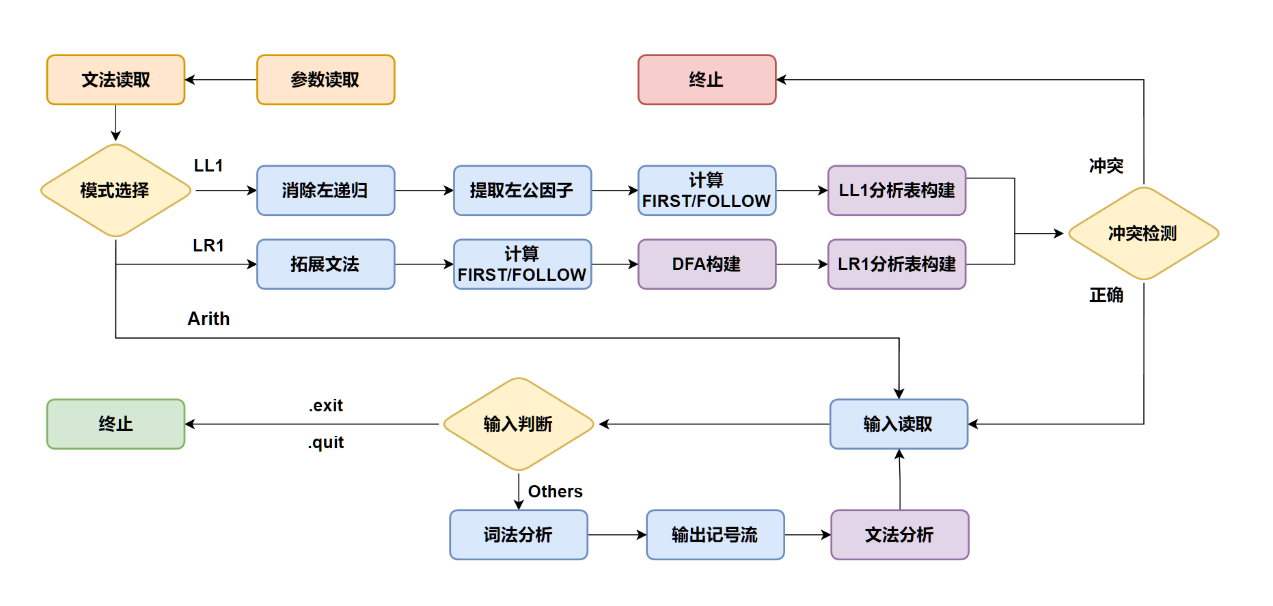 文法读取
参数读取
终止
模式选择
LL1
消除左递归
提取左公因子
计算
FIRST/FOLLOW
LL1分析表构建
冲突
冲突检测
正确
LR1
拓展文法
计算
FIRST/FOLLOW
DFA构建
LR1分析表构建
Arith
终止
.exit
.quit
输入判断
输入读取
Others
词法分析
输出记号流
文法分析